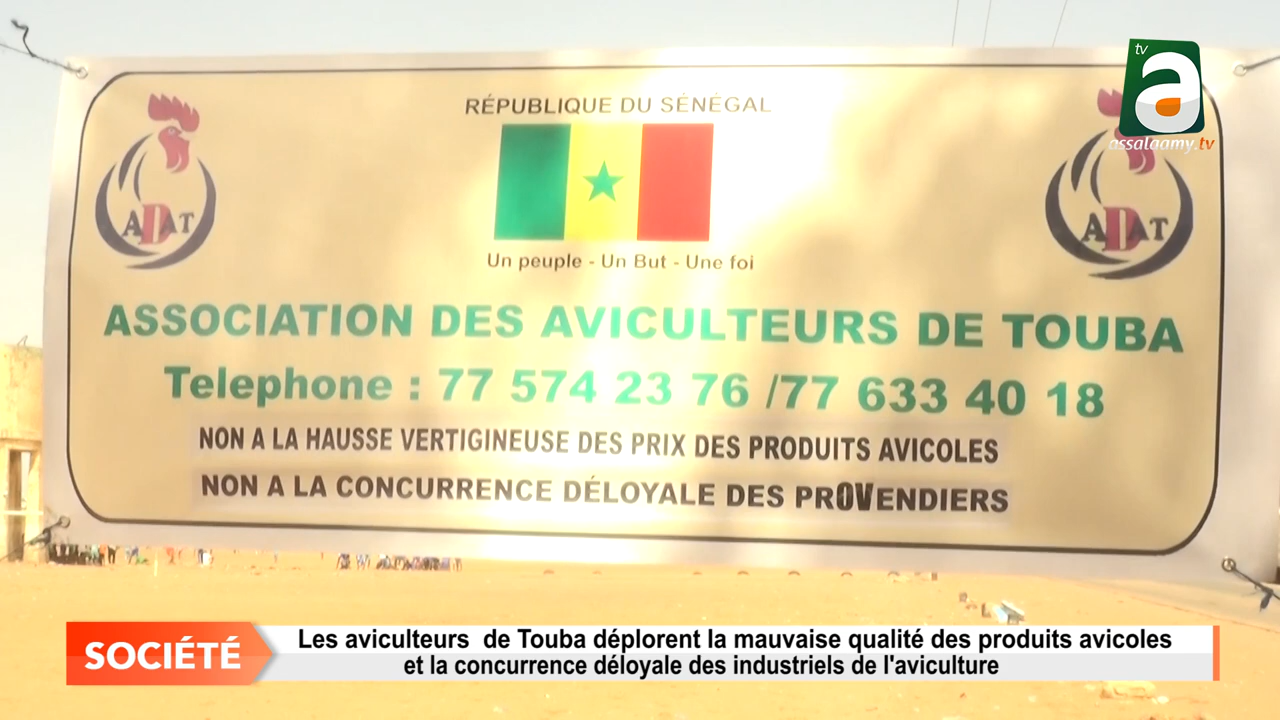 tv
a
assalaamy.tv
RÉPUBLIQUE DU SÉNÉGAL
Un peuple - Un But - Une foi
ADAT
ADAT
ASSOCIATION DES AVICULTEURS DE TOUBA
Telephone : 77 574 23 76 /77 633 40 18
NON A LA HAUSSE VERTIGINEUSE DES PRIX DES PRODUITS AVICOLES
NON A LA CONCURRENCE DÉLOYALE DES PROVENDIERS
SOCIÉTÉ
Les aviculteurs de Touba déplorent la mauvaise qualité des produits avicoles
et la concurrence déloyale des industriels de l'aviculture